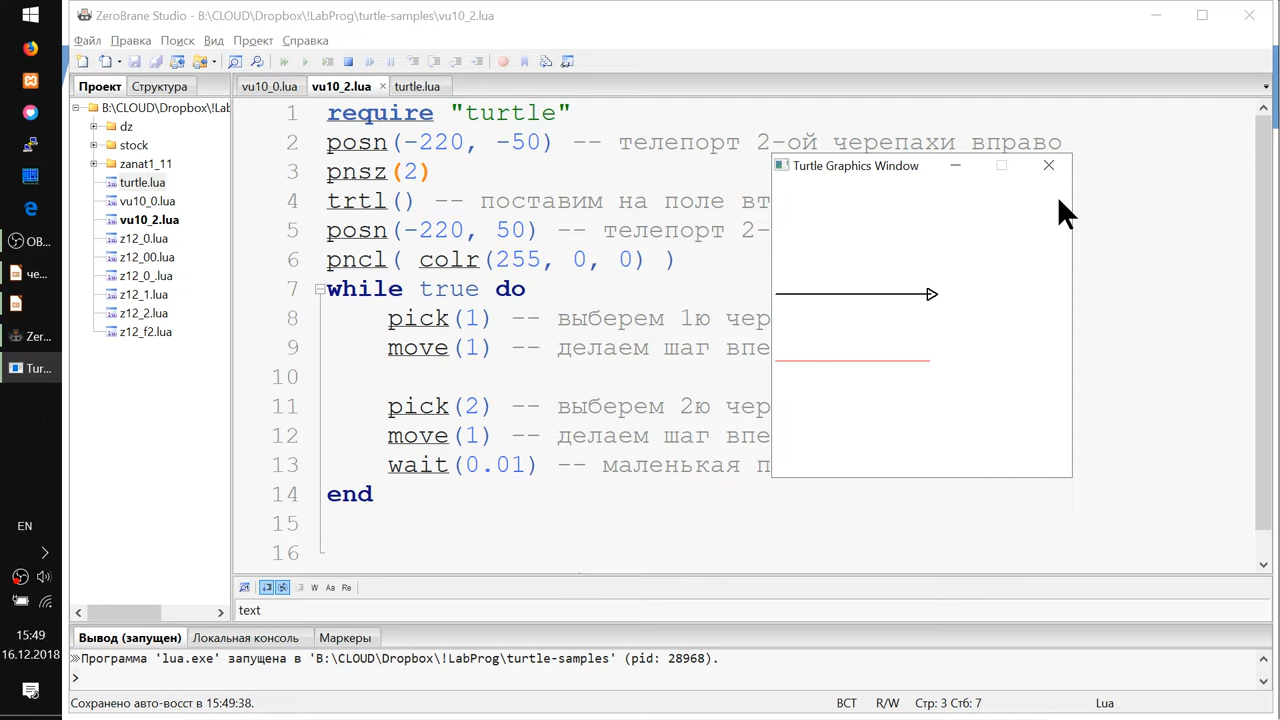 ZeroBrane Studio - B:\CLOUD\Dropbox\!LabProg\turtle-samples\vu10_2.lua
Файл Правка Поиск Вид Проект Справка
Проект Структура
vu10_0.lua vu10_2.lua turtle.lua
B:\CLOUD\Dropbox\!Lab
dz
stock
zanat1_11
turtle.lua
vu10_0.lua
vu10_2.lua
z12_0.lua
z12_00.lua
z12_0_.lua
z12_1.lua
z12_2.lua
z12_f2.lua
1 require "turtle"
2 posn(-220, -50) -- телепорт 2-ой черепахи вправо
3 pnsz(2)
4 trtl() -- поставим на поле вт
5 posn(-220, 50) -- телепорт 2-
6 pncl( colr(255, 0, 0) )
7 while true do
8 pick(1) -- выберем 1ю чер
9 move(1) -- делаем шаг впе
10
11 pick(2) -- выберем 2ю чер
12 move(1) -- делаем шаг впе
13 wait(0.01) -- маленькая п
14 end
15
16
Turtle Graphics Window
W Aa Re
text
Вывод (запущен) Локальная консоль Маркеры
Программа 'lua.exe' запущена в 'B:\CLOUD\Dropbox\!LabProg\turtle-samples' (pid: 28968).
>
Сохранено авто-восст в 15:49:38. ВСТ R/W Стр: 3 Стб: 7 Lua
OB...
че...
Zer...
Tur...
EN
15:49
16.12.2018